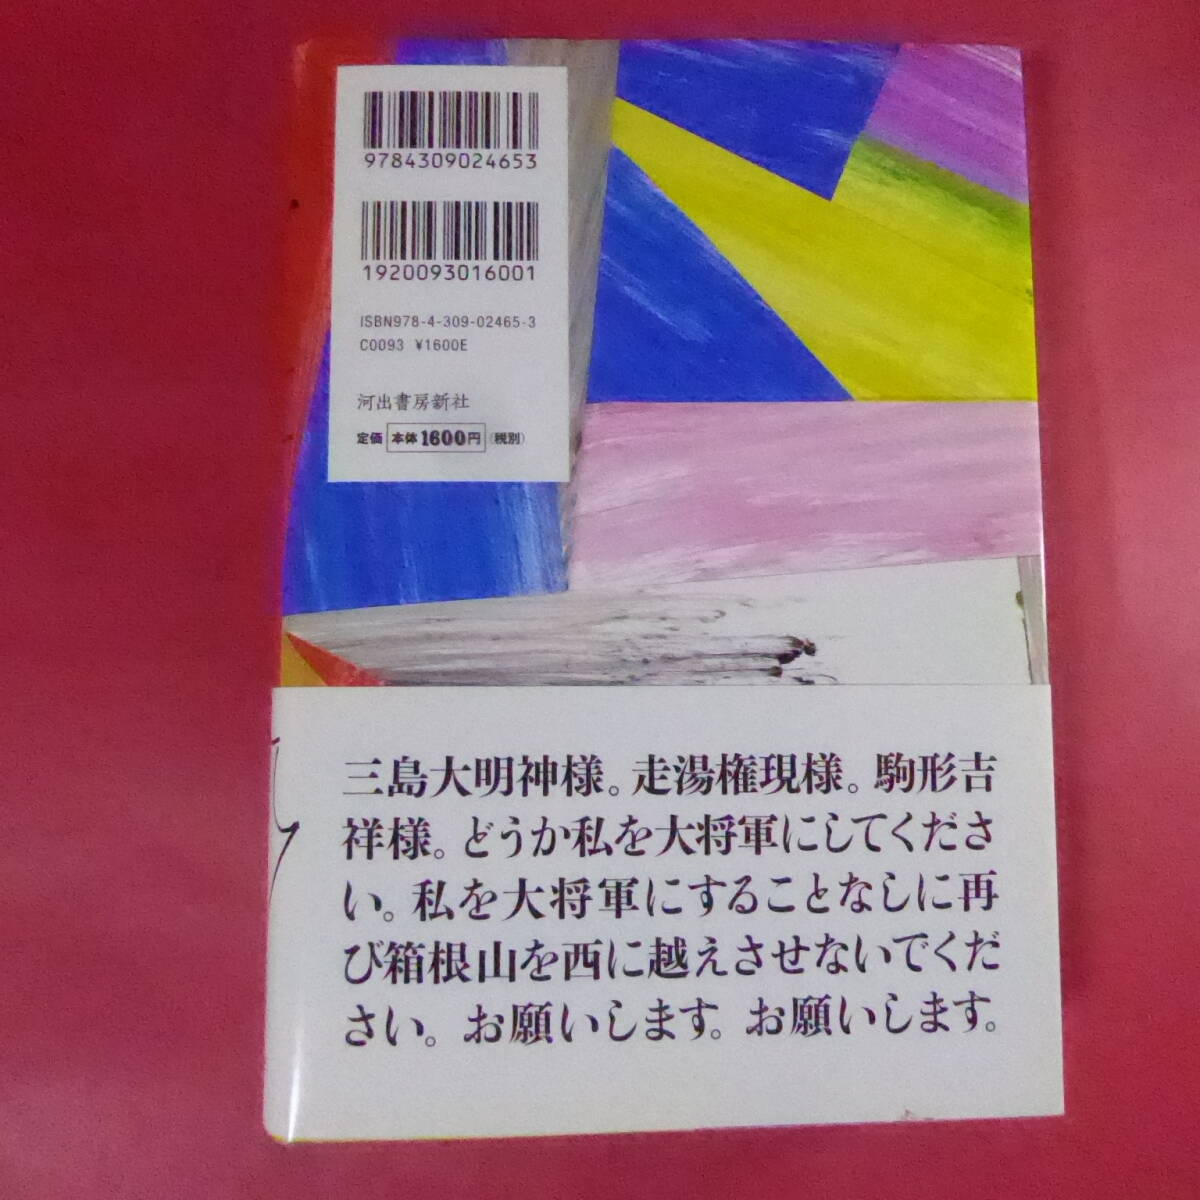 9784309024653
1920093016001
ISBN978-4-309-02465-3
C0093 ¥1600E
河出書房新社
定価 本体1600円(税別)
三島大明神様。走湯権現様。駒形吉
祥様。どうか私を大将軍にしてくださ
い。私を大将軍にすることなしに再
び箱根山を西に越えさせないでくだ
さい。お願いします。お願いします。